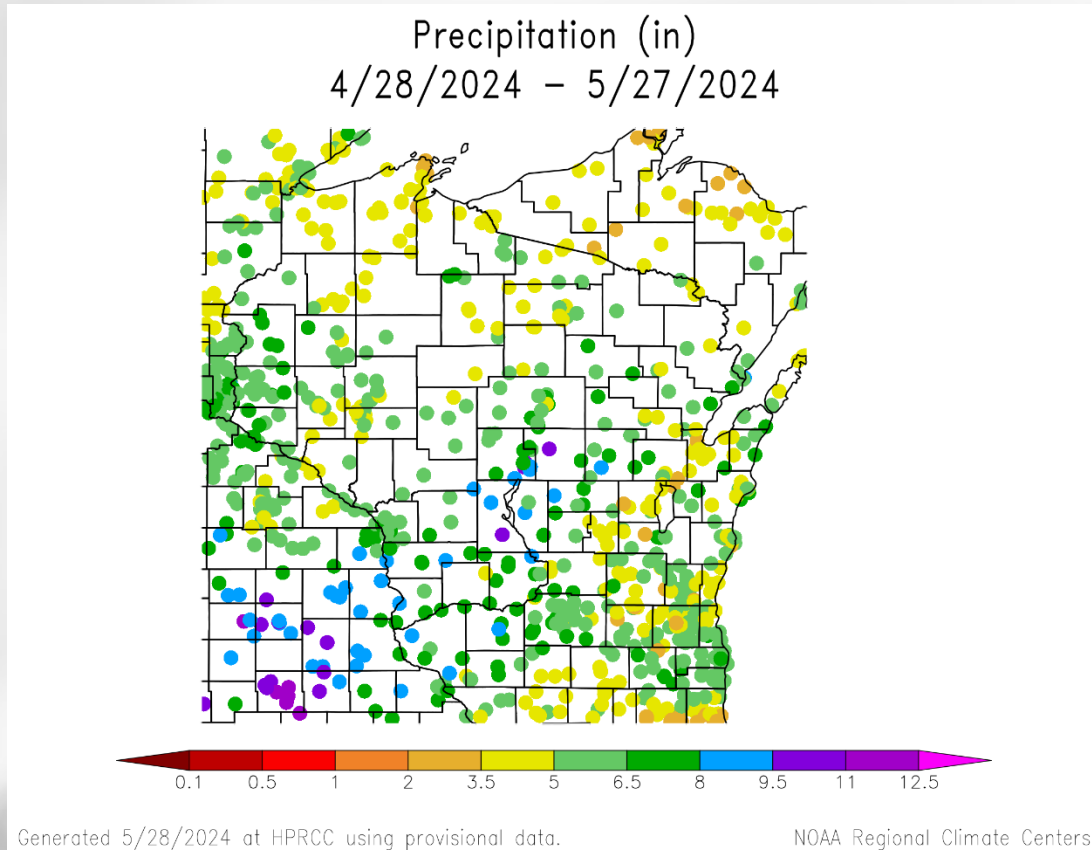 Precipitation (in)
4/28/2024 – 5/27/2024
0.1 0.5 1 2 3.5 5 6.5 8 9.5 11 12.5
Generated 5/28/2024 at HPRCC using provisional data.
NOAA Regional Climate Centers